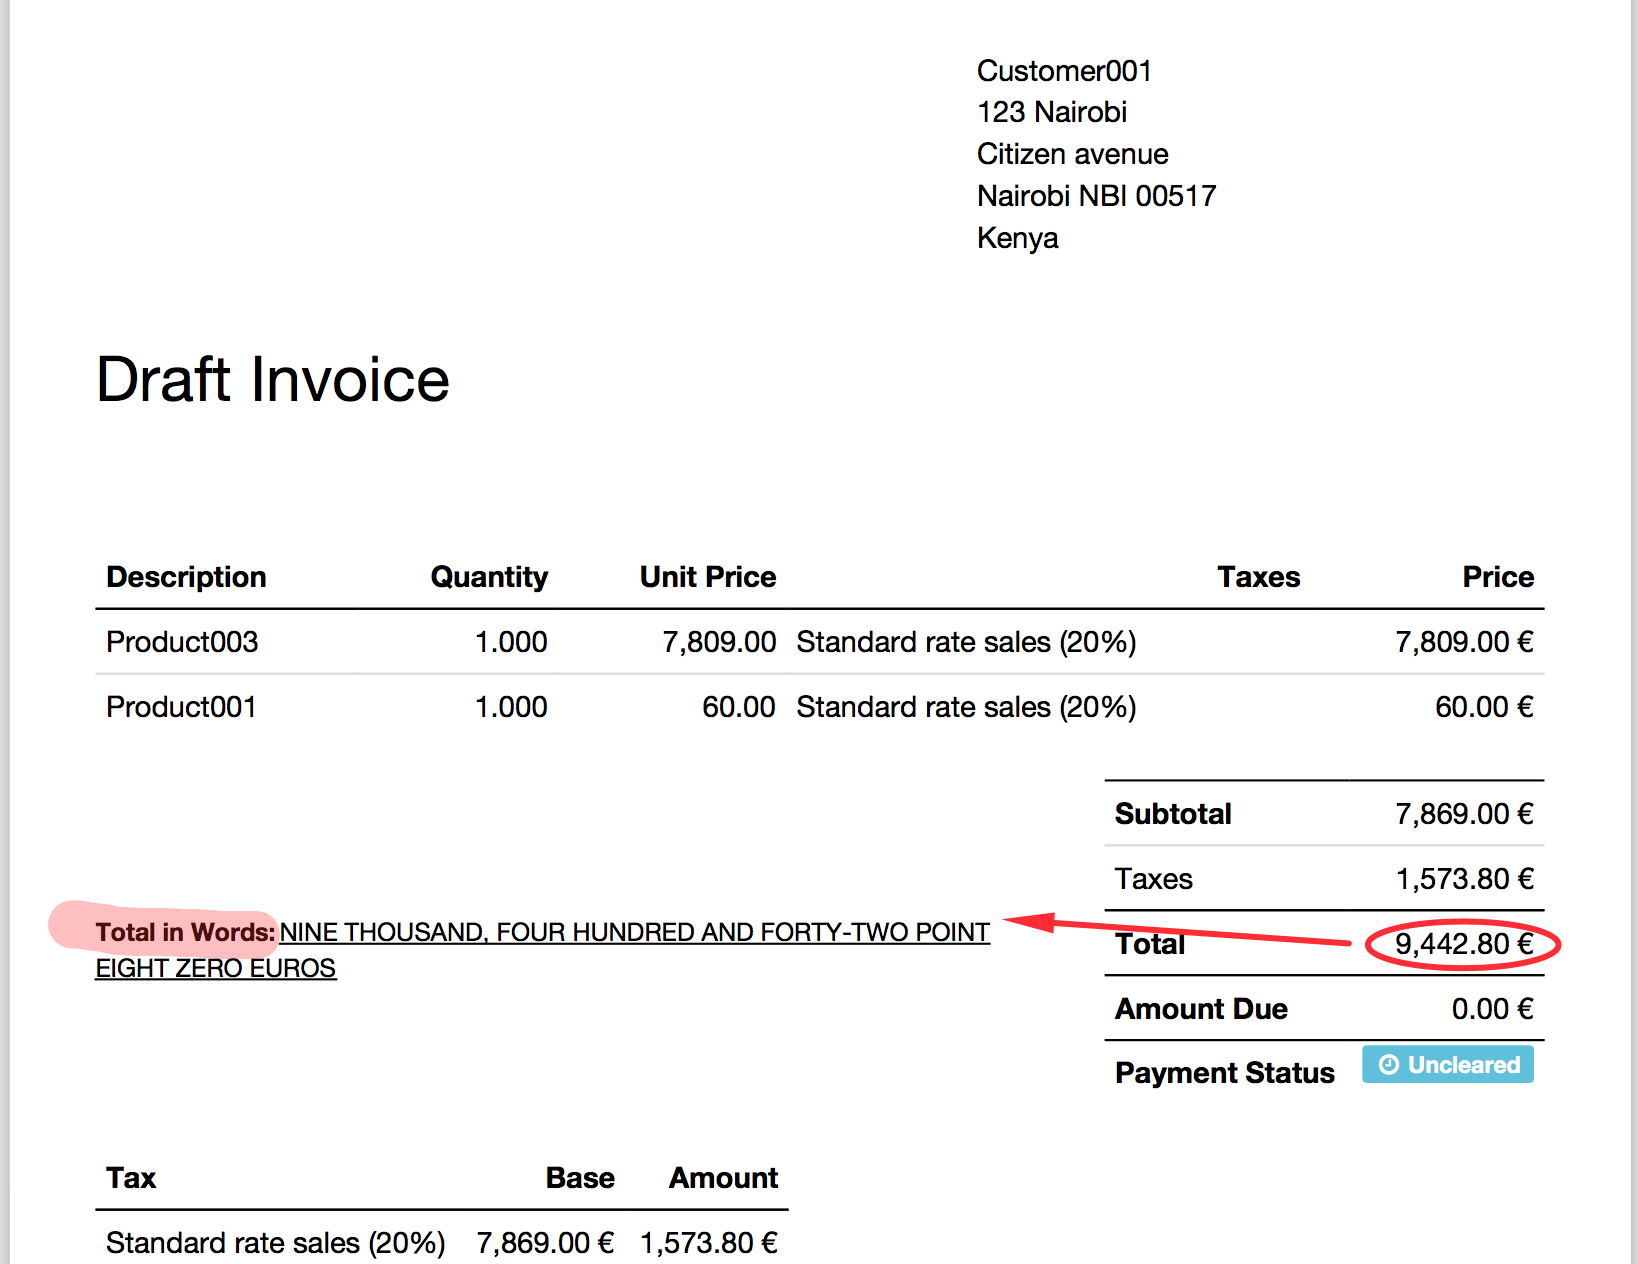 Customer001
123 Nairobi
Citizen avenue
Nairobi NBI 00517
Kenya
Draft Invoice
Description Quantity Unit Price Taxes Price
Product003 1.000 7,809.00 Standard rate sales (20%) 7,809.00 €
Product001 1.000 60.00 Standard rate sales (20%) 60.00 €
Subtotal 7,869.00 €
Taxes 1,573.80 €
Total in Words: NINE THOUSAND, FOUR HUNDRED AND FORTY-TWO POINT
EIGHT ZERO EUROS
Total 9,442.80 €
Amount Due 0.00 €
Payment Status Uncleared
Tax Base Amount
Standard rate sales (20%) 7,869.00 € 1,573.80 €